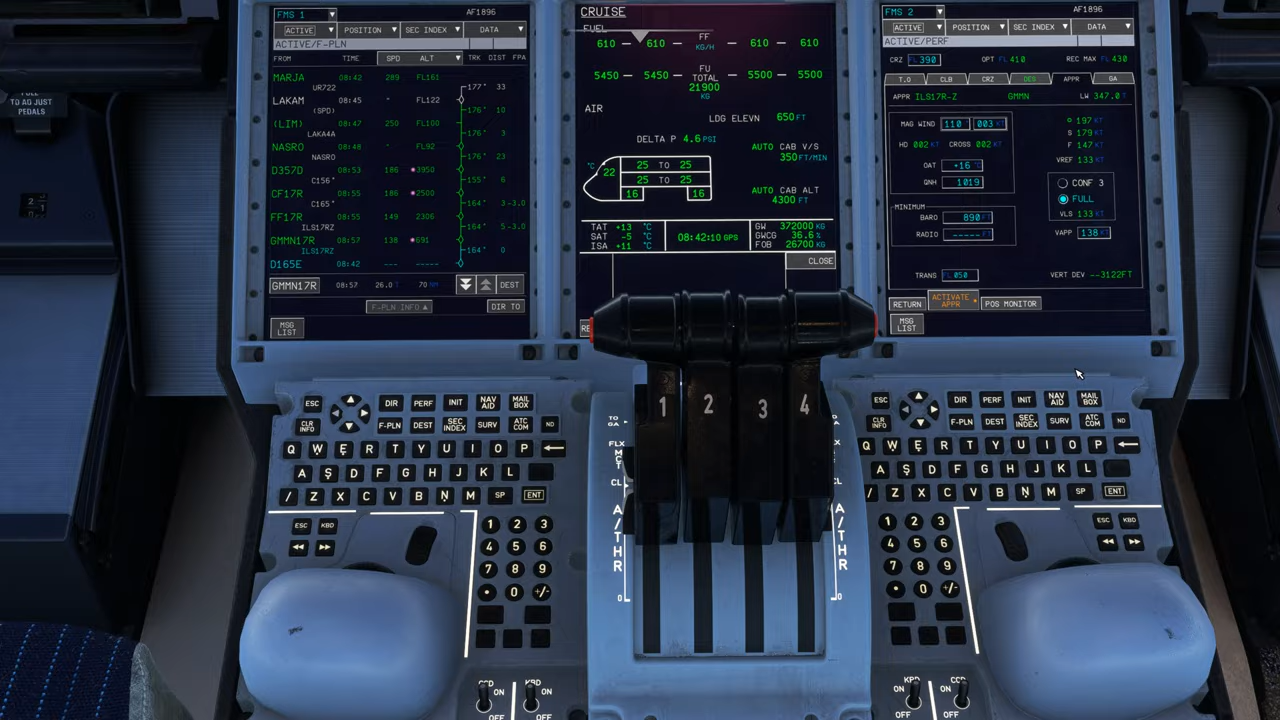 FMS 1
AF1896
ACTIVE POSITION SEC INDEX DATA
ACTIVE/F-PLN
FROM TIME SPD ALT TRK DIST FPA
MARJA 08:42 289 FL161
UR722 177° 33
LAKAM 08:45 " FL122
(SPD) 176° 10
(LIM) 08:47 250 FL100
LAKA4A 176° 3
NASRO 08:48 " FL92
NASRO 176° 23
D357D 08:53 186 *3950
C156° 155° 6
CF17R 08:55 186 *2500
C165° 164° 3 -3.0
FF17R 08:55 149 2306
ILS17RZ 164° 5 -3.0
GMMN17R 08:57 138 *691
ILS17RZ 164° 0
D165E 08:42 --- -----
GMMN17R 08:57 26.0 T 70 NM DEST
F-PLN INFO DIR TO
MSG
LIST
CRUISE
FUEL
610 — 610 — FF KG/H — 610 — 610
5450 — 5450 — FU TOTAL — 5500 — 5500
21900
KG
AIR
LDG ELEVN 650 FT
DELTA P 4.6 PSI
AUTO CAB V/S
350 FT/MIN
°C
22
25 TO 25
25 TO 25
16 16
AUTO CAB ALT
4300 FT
TAT +13 °C
SAT -5 °C
ISA +11 °C
08:42:10 GPS
GW 372000 KG
GWCG 36.6 %
FOB 26700 KG
CLOSE
RE
FMS 2
AF1896
ACTIVE POSITION SEC INDEX DATA
ACTIVE/PERF
CRZ FL 390 OPT FL 410 REC MAX FL 430
T.O CLB CRZ DES APPR GA
APPR ILS17R-Z GMMN LW 347.0 T
MAG WIND 110 003 KT
HD 002 KT CROSS 002 KT
OAT +16 °C
QNH 1019
MINIMUM
BARO 890 FT
RADIO ----- FT
O 197 KT
S 179 KT
F 147 KT
VREF 133 KT
CONF 3
FULL
VLS 133 KT
VAPP 138 KT
TRANS FL 050
VERT DEV --3122FT
RETURN ACTIVATE APPR POS MONITOR
MSG
LIST
TO ADJUST
PEDALS
1 2 3 4
TO
GA
FLX
CL
A/THR
0
CL
A/THR
0
ESC DIR PERF INIT NAV AID MAIL BOX
CLR INFO F-PLN DEST SEC INDEX SURV ATC COM ND
Q W E R T Y U I O P
A S D F G H J K L
/ Z X C V B N M SP ENT
ESC KBD
1 2 3
4 5 6
7 8 9
• 0 +/-
CCD KBD
ON ON
OFF OFF
ESC DIR PERF INIT NAV AID MAIL BOX
CLR INFO F-PLN DEST SEC INDEX SURV ATC COM ND
Q W E R T Y U I O P
A S D F G H J K L
/ Z X C V B N M SP ENT
ESC KBD
1 2 3
4 5 6
7 8 9
• 0 +/-
KBD CCD
ON ON
OFF OFF